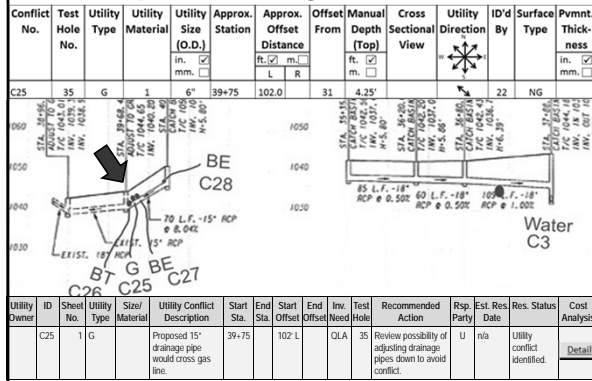 Conflict No. Test Hole No. Utility Type Utility Material Utility Size (O.D.) Approx. Station Approx. Offset Distance Offset From Manual Depth (Top) Cross Sectional View Utility Direction ID'd By Surface Type Pvmnt. Thick-ness
in. mm. ft. m. ft. m. N W E S in. mm.
L R
C25 35 G 1 6" 39+75 102.0 31 4.25' 22 NG
1060
1050
1040
1030
1050
1040
1030
BE
C28
70 L.F.-15" RCP
@ 8.04%
EXIST. 15" RCP
EXIST. 18" RCP
BT G BE
C26 C25 C27
85 L.F.-18"
RCP @ 0.50%
60 L.F.-18"
RCP @ 0.50%
RCP @ 1.00%
Water
C3
Utility Owner ID Sheet No. Utility Type Size/ Material Utility Conflict Description Start Sta. End Sta. Start Offset End Offset Inv. Need Test Hole Recommended Action Rsp. Party Est. Res. Date Res. Status Cost Analysis
C25 1 G Proposed 15" drainage pipe would cross gas line. 39+75 102' L QLA 35 Review possibility of adjusting drainage pipes down to avoid conflict. U n/a Utility conflict identified. Detail